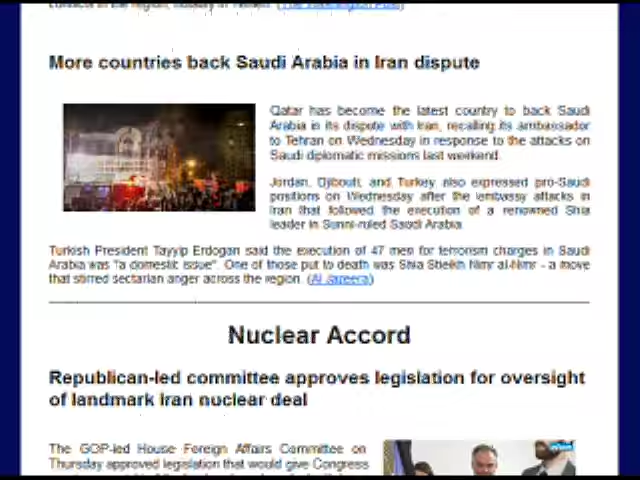 More countries back Saudi Arabia in Iran dispute
Qatar has become the latest country to back Saudi
Arabia in its dispute with Iran, recalling its ambassador
to Tehran on Wednesday in response to the attacks on
Saudi diplomatic missions last weekend.
Jordan, Djibouti, and Turkey also expressed pro-Saudi
positions on Wednesday after the embassy attacks in
Iran that followed the execution of a renowned Shia
leader in Sunni-ruled Saudi Arabia.
Turkish President Tayyip Erdogan said the execution of 47 men for terrorism charges in Saudi
Arabia was "a domestic issue". One of those put to death was Shia Sheikh Nimr al-Nimr - a move
that stirred sectarian anger across the region. (Al Jazeera)
Nuclear Accord
Republican-led committee approves legislation for oversight
of landmark Iran nuclear deal
The GOP-led House Foreign Affairs Committee on
Thursday approved legislation that would give Congress